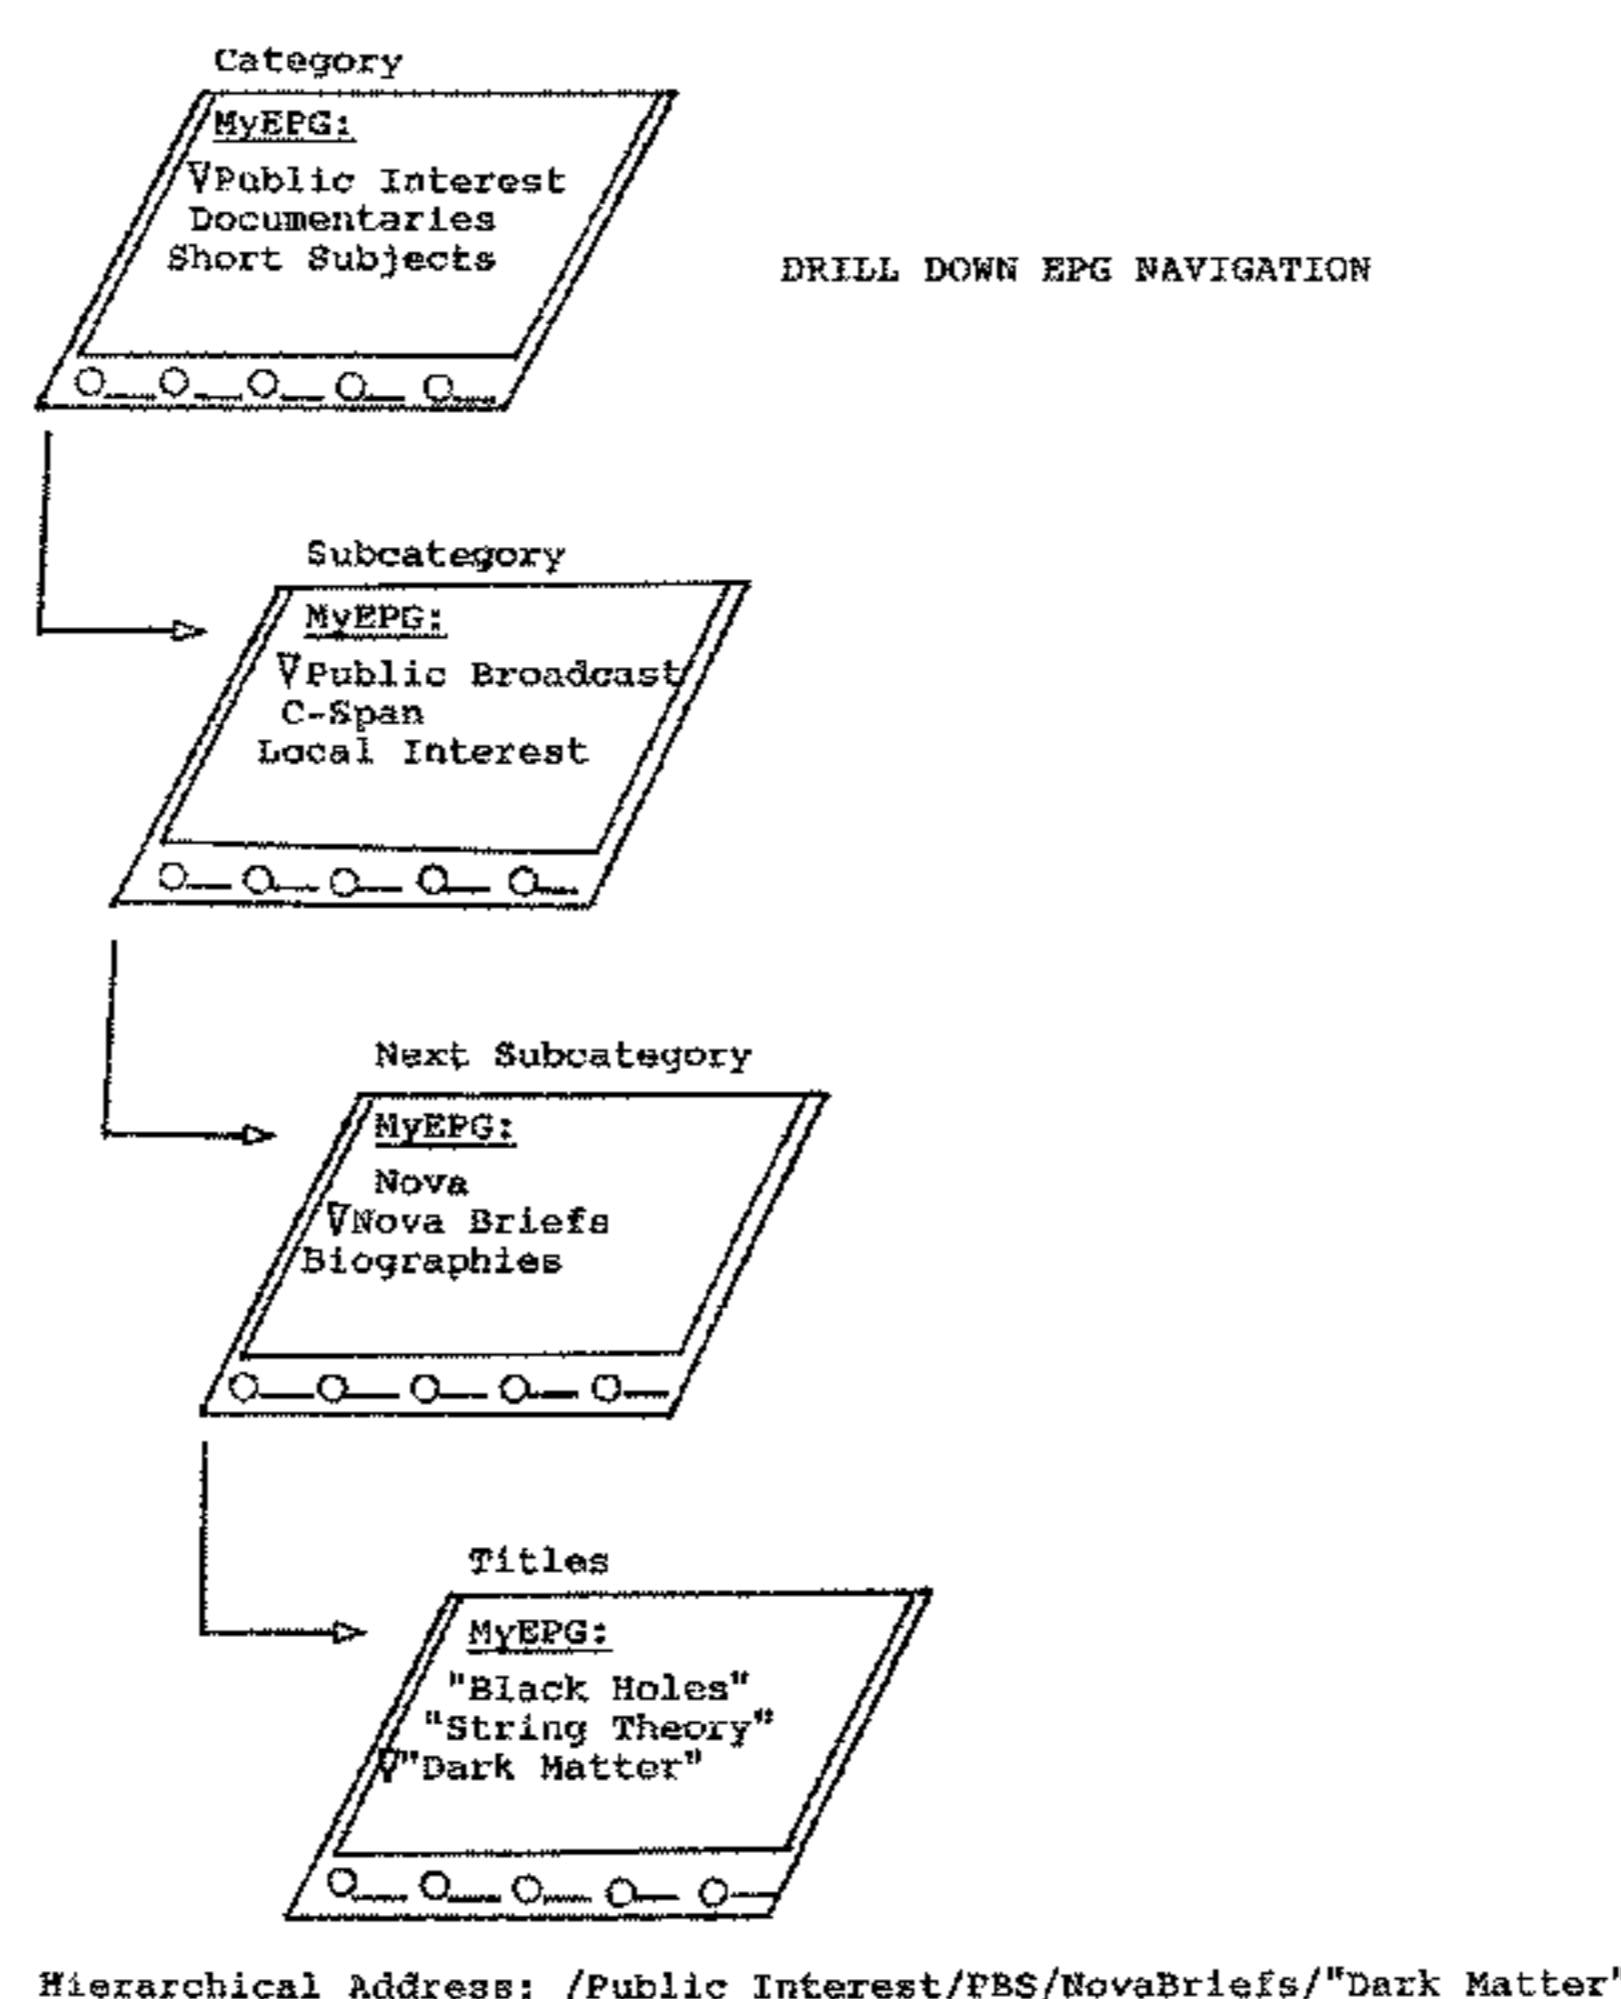 Category
MyEPG:
∇Public Interest
Documentaries
Short Subjects
DRILL DOWN EPG NAVIGATION
Subcategory
MyEPG:
∇Public Broadcast
C-Span
Local Interest
Next Subcategory
MyEPG:
Nova
∇Nova Briefs
Biographies
Titles
MyEPG:
"Black Holes"
"String Theory"
∇"Dark Matter"
Hierarchical Address: /Public Interest/PBS/NovaBriefs/"Dark Matter"